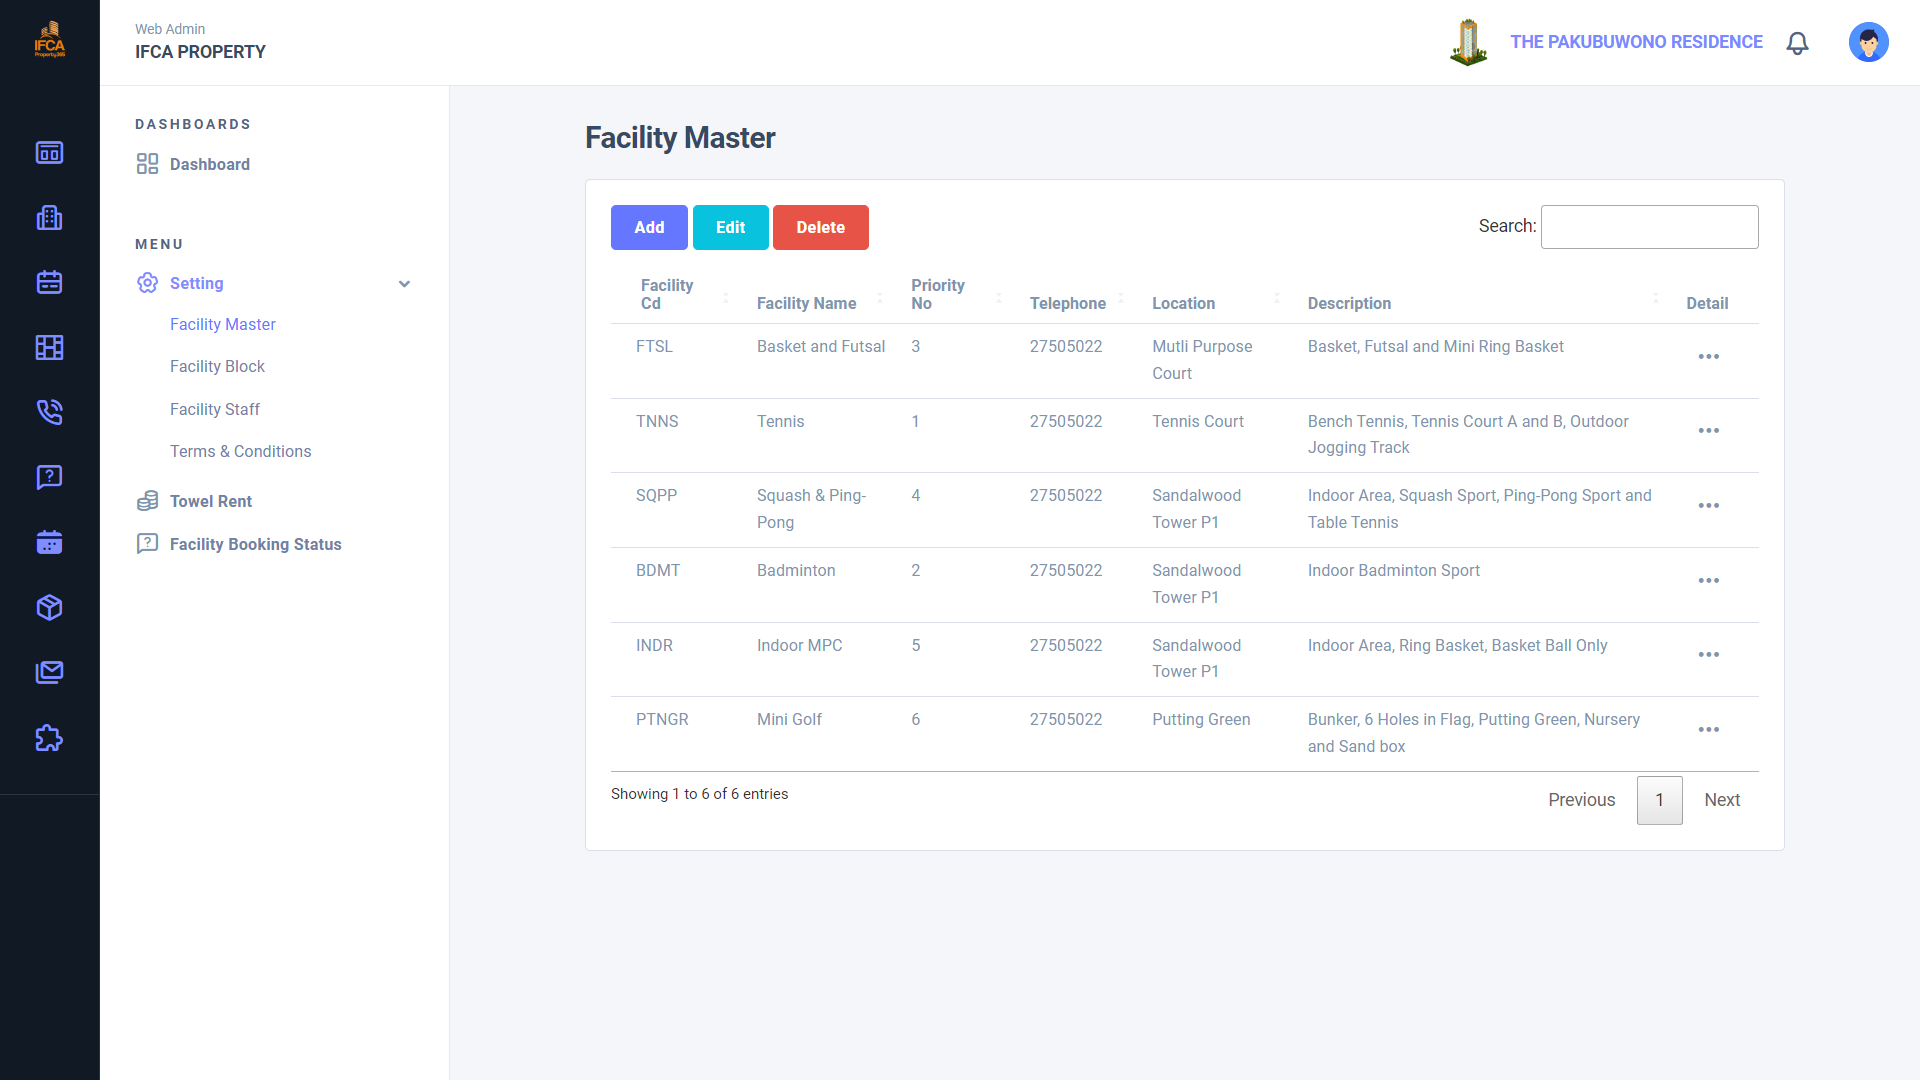 IFCA
Property365
Web Admin
IFCA PROPERTY
THE PAKUBUWONO RESIDENCE
DASHBOARDS
Dashboard
MENU
Setting
Facility Master
Facility Block
Facility Staff
Terms & Conditions
Towel Rent
Facility Booking Status
Facility Master
Add Edit Delete Search:
Facility Cd Facility Name Priority No Telephone Location Description Detail
FTSL Basket and Futsal 3 27505022 Mutli Purpose Court Basket, Futsal and Mini Ring Basket
TNNS Tennis 1 27505022 Tennis Court Bench Tennis, Tennis Court A and B, Outdoor Jogging Track
SQPP Squash & Ping-Pong 4 27505022 Sandalwood Tower P1 Indoor Area, Squash Sport, Ping-Pong Sport and Table Tennis
BDMT Badminton 2 27505022 Sandalwood Tower P1 Indoor Badminton Sport
INDR Indoor MPC 5 27505022 Sandalwood Tower P1 Indoor Area, Ring Basket, Basket Ball Only
PTNGR Mini Golf 6 27505022 Putting Green Bunker, 6 Holes in Flag, Putting Green, Nursery and Sand box
Showing 1 to 6 of 6 entries
Previous 1 Next